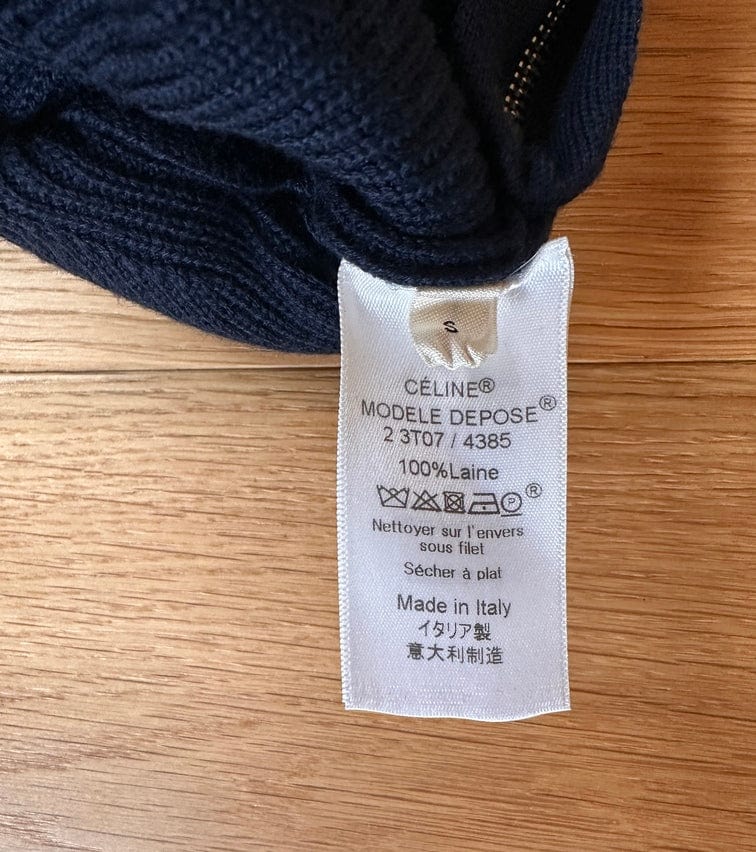 S
CÉLINE®
MODELE DEPOSE®
2 3T07 / 4385
100%Laine
P ®
Nettoyer sur l'envers
sous filet
Sécher à plat
Made in Italy
イタリア製
意大利制造